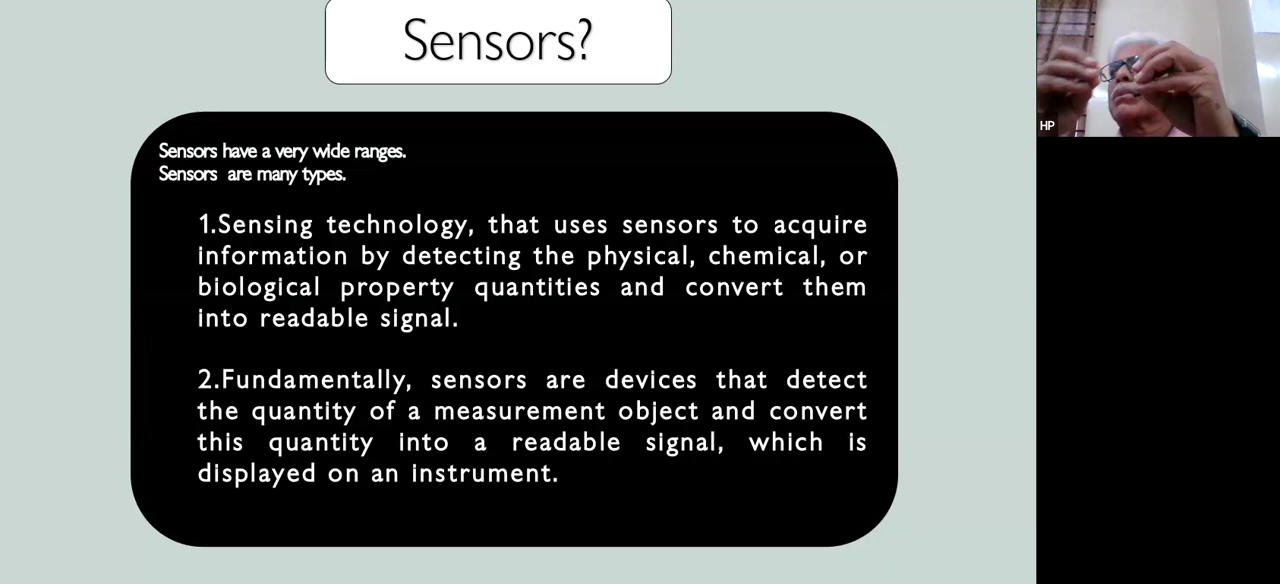 Sensors?
HP
Sensors have a very wide ranges.
Sensors are many types.
1.Sensing technology, that uses sensors to acquire
information by detecting the physical, chemical, or
biological property quantities and convert them
into readable signal.
2.Fundamentally, sensors are devices that detect
the quantity of a measurement object and convert
this quantity into a readable signal, which is
displayed on an instrument.